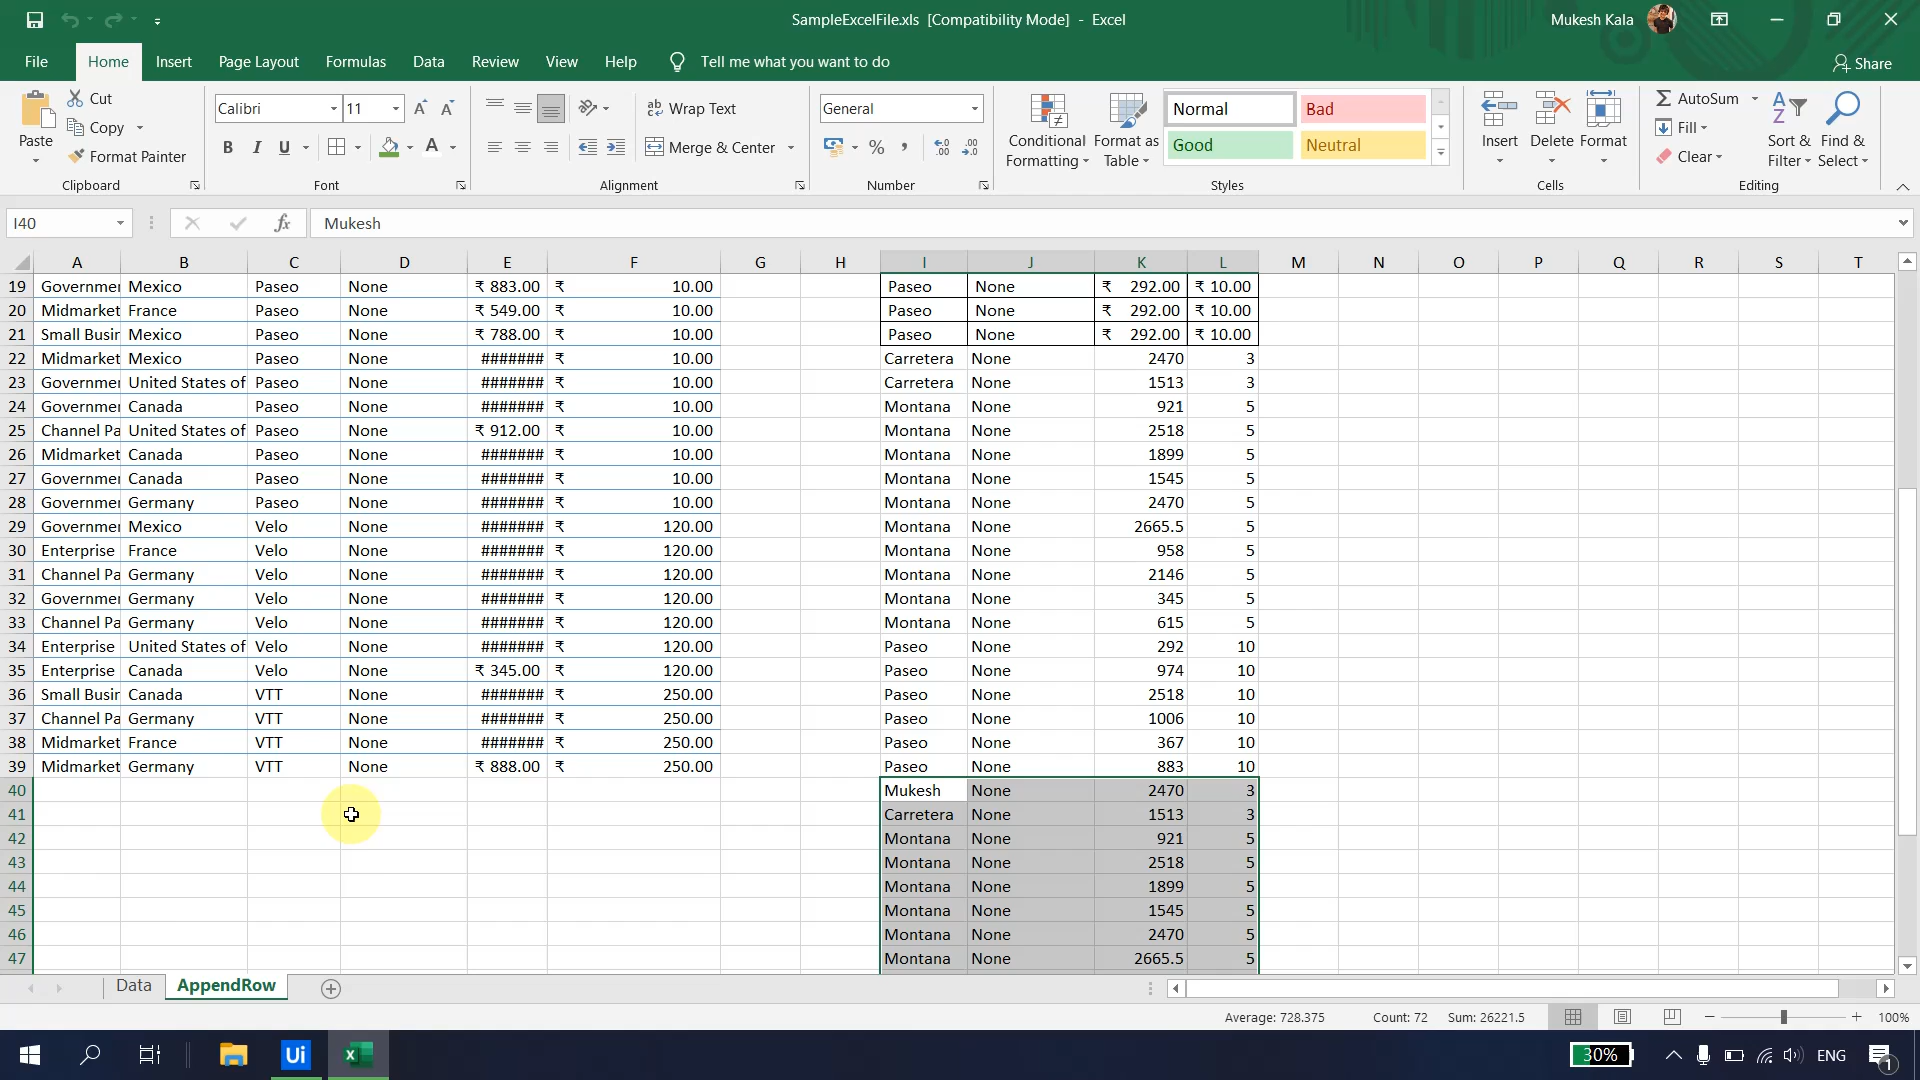 SampleExcelFile.xls [Compatibility Mode] - Excel
Mukesh Kala
File Home Insert Page Layout Formulas Data Review View Help Tell me what you want to do Share
Paste
Cut
Copy
Format Painter
Clipboard
Calibri 11
B I U
Font
Wrap Text
Merge & Center
Alignment
General
Number
Conditional Formatting
Format as Table
Normal Bad
Good Neutral
Styles
Insert Delete Format
Cells
AutoSum
Fill
Clear
Sort & Filter
Find & Select
Editing
I40 fx Mukesh
A B C D E F G H I J K L M N O P Q R S T
19 Governmer Mexico Paseo None ₹ 883.00 ₹ 10.00 Paseo None ₹ 292.00 ₹ 10.00
20 Midmarket France Paseo None ₹ 549.00 ₹ 10.00 Paseo None ₹ 292.00 ₹ 10.00
21 Small Busir Mexico Paseo None ₹ 788.00 ₹ 10.00 Paseo None ₹ 292.00 ₹ 10.00
22 Midmarket Mexico Paseo None ####### ₹ 10.00 Carretera None 2470 3
23 Governmer United States of Paseo None ####### ₹ 10.00 Carretera None 1513 3
24 Governmer Canada Paseo None ####### ₹ 10.00 Montana None 921 5
25 Channel Pa United States of Paseo None ₹ 912.00 ₹ 10.00 Montana None 2518 5
26 Midmarket Canada Paseo None ####### ₹ 10.00 Montana None 1899 5
27 Governmer Canada Paseo None ####### ₹ 10.00 Montana None 1545 5
28 Governmer Germany Paseo None ####### ₹ 10.00 Montana None 2470 5
29 Governmer Mexico Velo None ####### ₹ 120.00 Montana None 2665.5 5
30 Enterprise France Velo None ####### ₹ 120.00 Montana None 958 5
31 Channel Pa Germany Velo None ####### ₹ 120.00 Montana None 2146 5
32 Governmer Germany Velo None ####### ₹ 120.00 Montana None 345 5
33 Channel Pa Germany Velo None ####### ₹ 120.00 Montana None 615 5
34 Enterprise United States of Velo None ####### ₹ 120.00 Paseo None 292 10
35 Enterprise Canada Velo None ₹ 345.00 ₹ 120.00 Paseo None 974 10
36 Small Busir Canada VTT None ####### ₹ 250.00 Paseo None 2518 10
37 Channel Pa Germany VTT None ####### ₹ 250.00 Paseo None 1006 10
38 Midmarket France VTT None ####### ₹ 250.00 Paseo None 367 10
39 Midmarket Germany VTT None ₹ 888.00 ₹ 250.00 Paseo None 883 10
40 Mukesh None 2470 3
41 Carretera None 1513 3
42 Montana None 921 5
43 Montana None 2518 5
44 Montana None 1899 5
45 Montana None 1545 5
46 Montana None 2470 5
47 Montana None 2665.5 5
Data AppendRow
Average: 728.375 Count: 72 Sum: 26221.5 100%
Ui 30% ENG 1